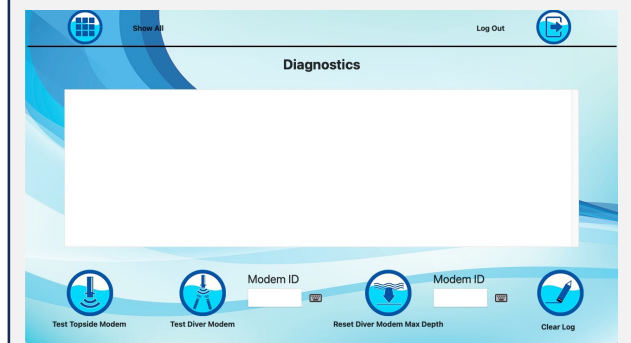 Show All
Log Out
Diagnostics
Modem ID
Modem ID
Test Topside Modem
Test Diver Modem
Reset Diver Modem Max Depth
Clear Log